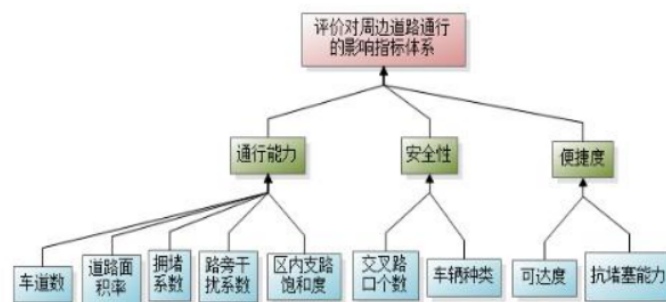 评价对周边道路通行
的影响指标体系
通行能力
安全性
便捷度
车道数
道路面
积率
拥堵
系数
路旁干
扰系数
区内支路
饱和度
交叉路
口个数
车辆种类
可达度
抗堵塞能力